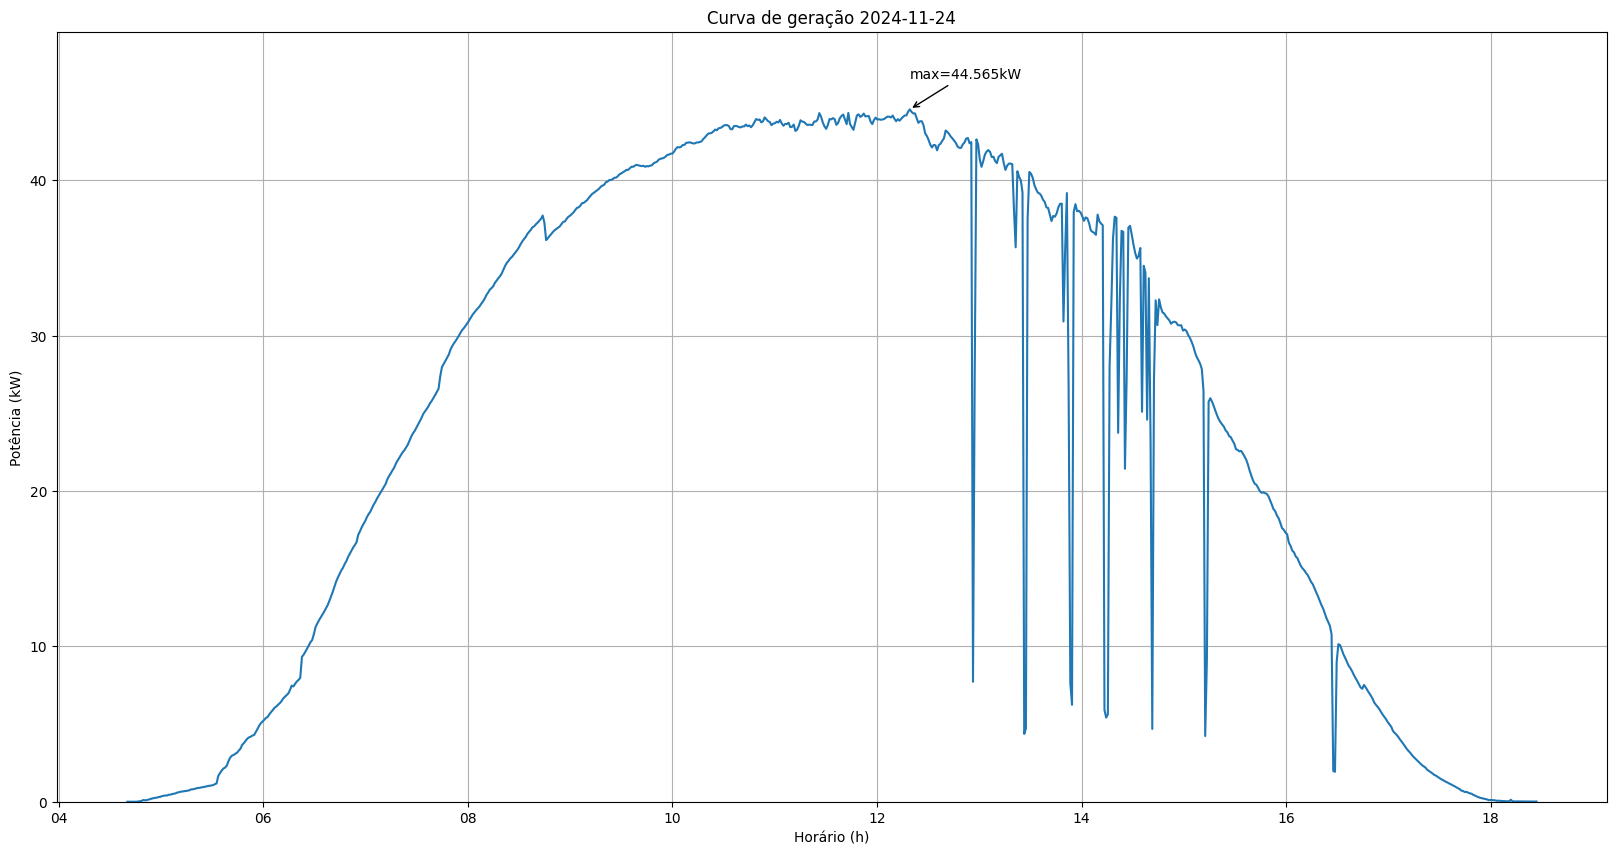 Curva de geração 2024-11-24
max=44.565kW
40
30
20
10
0
Potência (kW)
04 06 08 10 12 14 16 18
Horário (h)